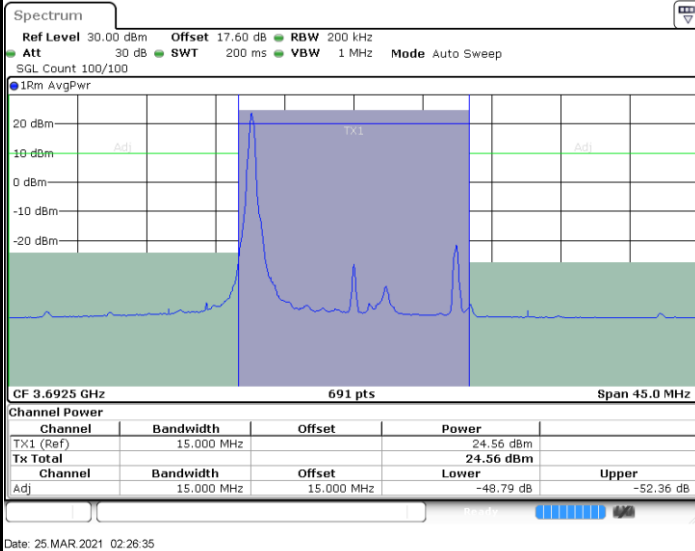 Spectrum
Ref Level 30.00 dBm Offset 17.60 dB RBW 200 kHz
Att 30 dB SWT 200 ms VBW 1 MHz Mode Auto Sweep
SGL Count 100/100
1Rm AvgPwr
20 dBm
TX1
Adj
Adj
10 dBm
0 dBm
-10 dBm
-20 dBm
CF 3.6925 GHz 691 pts Span 45.0 MHz
Channel Power
Channel Bandwidth Offset Power
TX1 (Ref) 15.000 MHz 24.56 dBm
Tx Total 24.56 dBm
Channel Bandwidth Offset Lower Upper
Adj 15.000 MHz 15.000 MHz -48.79 dB -52.36 dB
Ready
Date: 25.MAR.2021 02:26:35